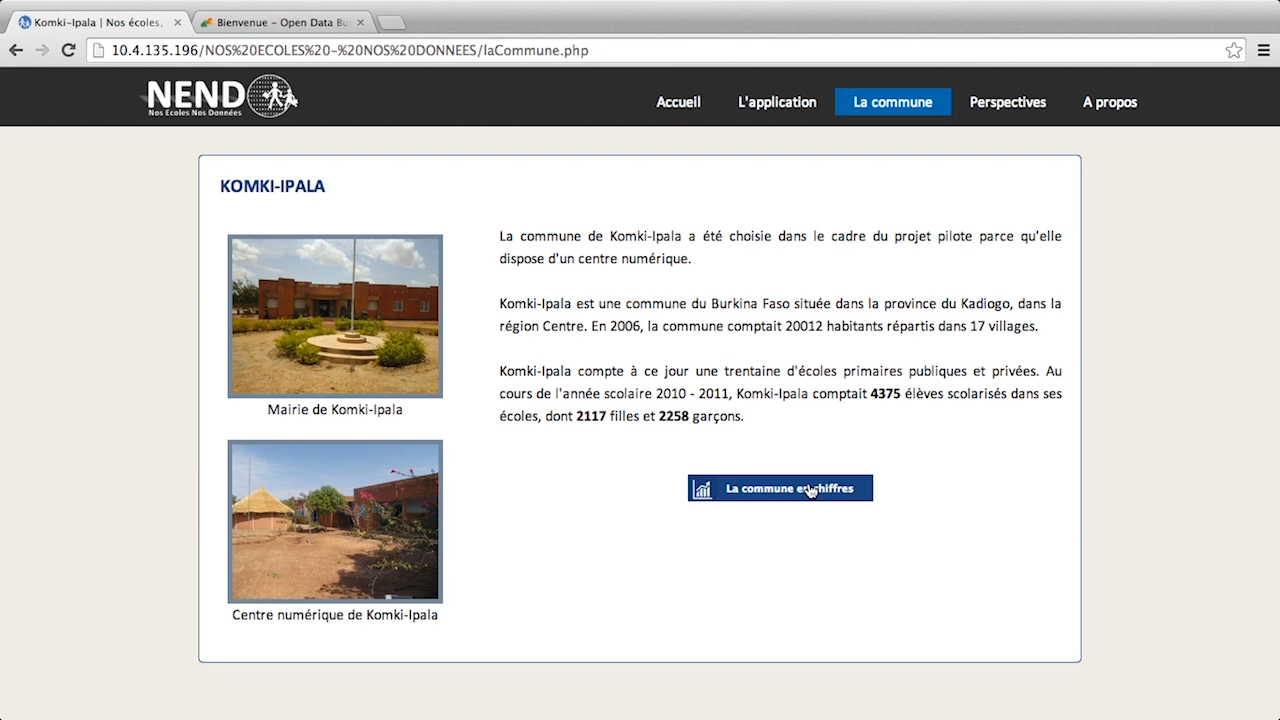 Komki-Ipala | Nos écoles,
Bienvenue - Open Data Bu
10.4.135.196/NOS%20ECOLES%20-%20NOS%20DONNEES/laCommune.php
NEND
Nos Ecoles Nos Données
Accueil
L'application
La commune
Perspectives
A propos
KOMKI-IPALA
Mairie de Komki-Ipala
Centre numérique de Komki-Ipala
La commune de Komki-Ipala a été choisie dans le cadre du projet pilote parce qu'elle
dispose d'un centre numérique.
Komki-Ipala est une commune du Burkina Faso située dans la province du Kadiogo, dans la
région Centre. En 2006, la commune comptait 20012 habitants répartis dans 17 villages.
Komki-Ipala compte à ce jour une trentaine d'écoles primaires publiques et privées. Au
cours de l'année scolaire 2010 - 2011, Komki-Ipala comptait 4375 élèves scolarisés dans ses
écoles, dont 2117 filles et 2258 garçons.
La commune en chiffres